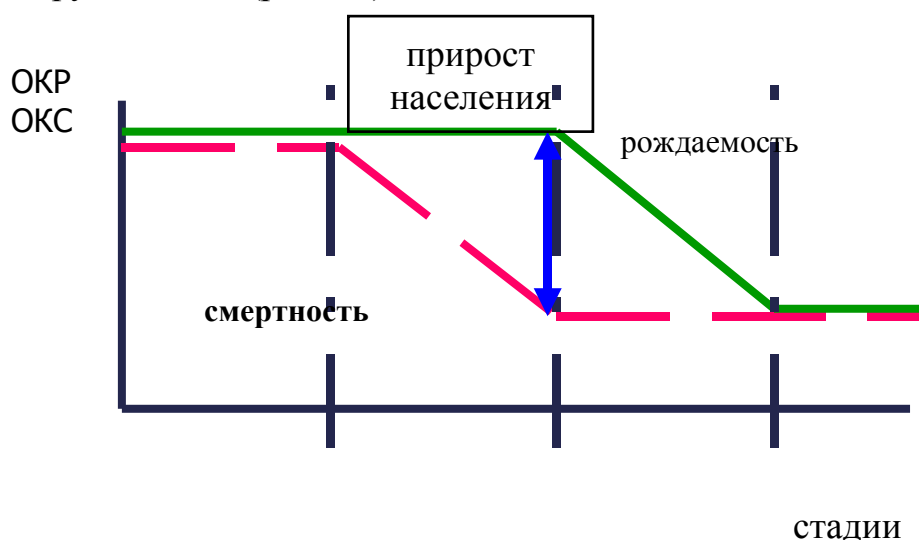 прирост
населения
ОКР
ОКС
рождаемость
смертность
стадии